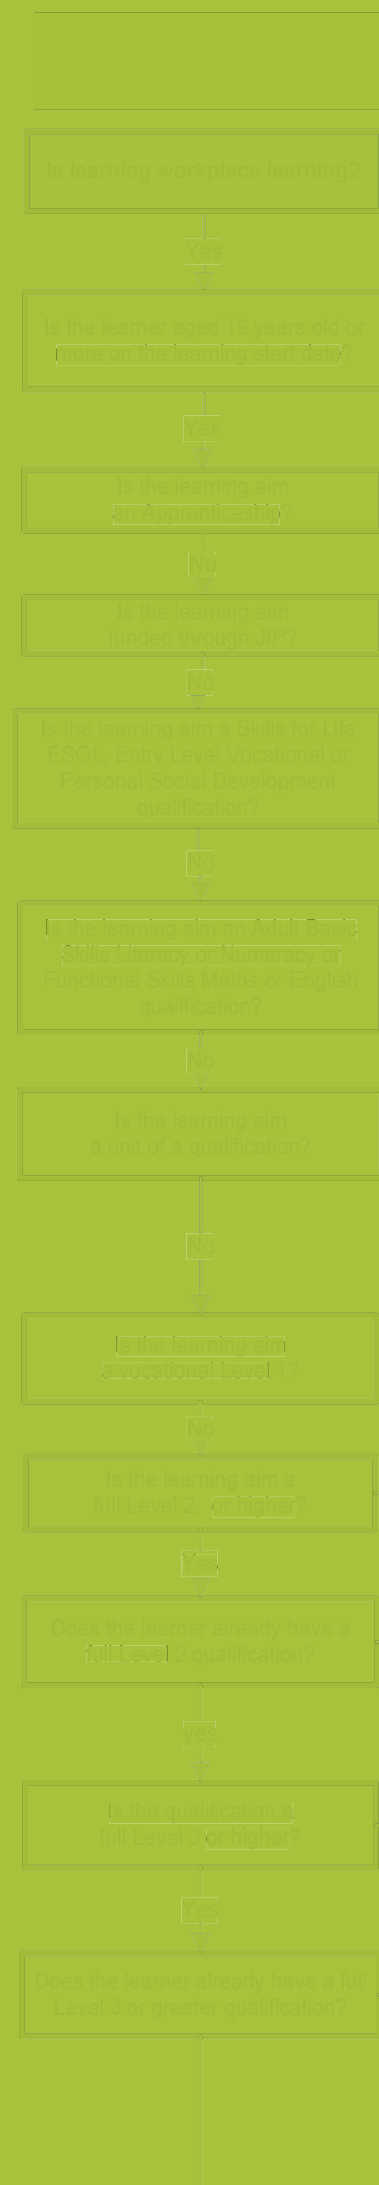 Is learning workplace learning?
Yes
Is the learner aged 19 years old or
more on the learning start date?
Yes
Is the learning aim
an Apprenticeship?
No
Is the learning aim
funded through JIP?
No
Is the learning aim a Skills for Life
ESOL, Entry Level Vocational or
Personal Social Development
qualification?
No
Is the learning aim an Adult Basic
Skills Literacy or Numeracy or
Functional Skills Maths or English
qualification?
No
Is the learning aim
a unit of a qualification?
No
Is the learning aim
a vocational Level 1?
No
Is the learning aim a
full Level 2, or higher?
Yes
Does the learner already have a
full Level 2 qualification?
yes
Is the qualification a
full Level 3 or higher?
Yes
Does the learner already have a full
Level 3 or greater qualification?